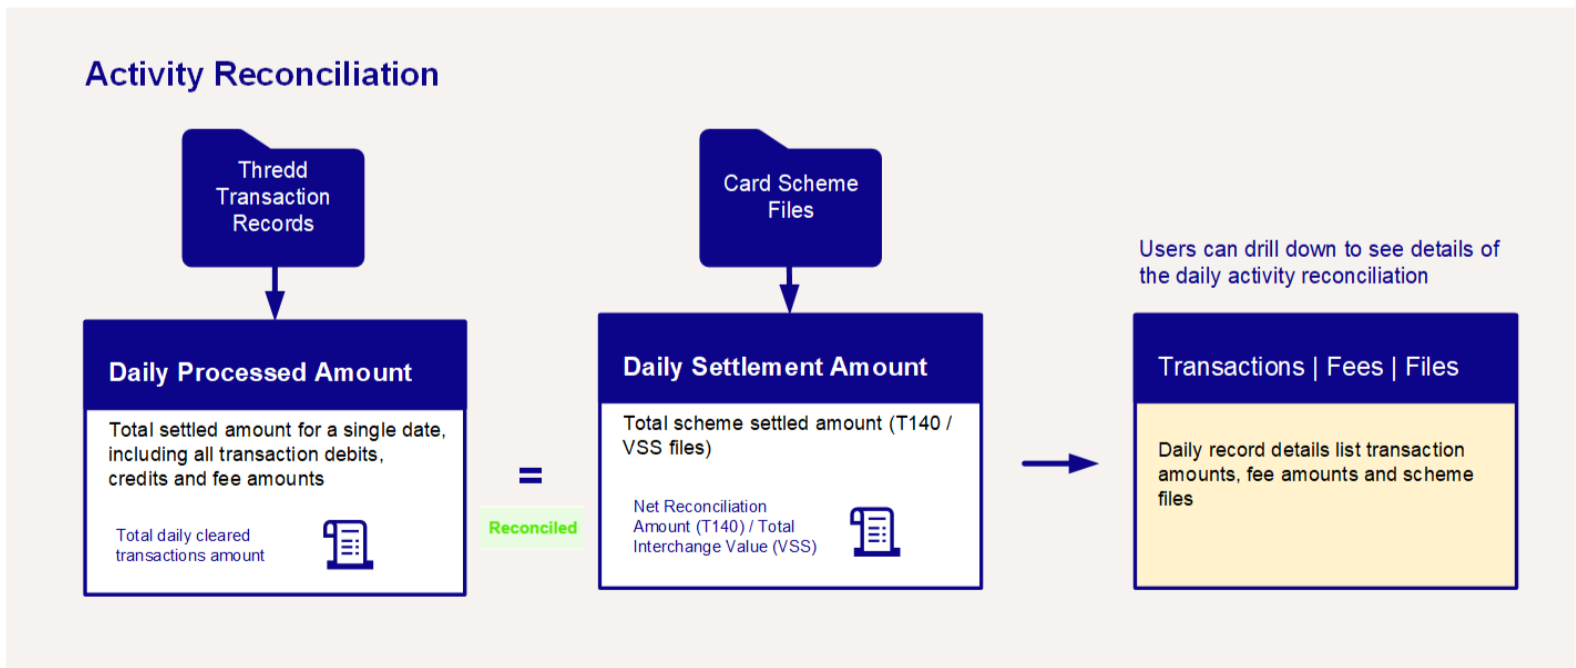 Activity Reconciliation
Thredd
Transaction
Records
Card Scheme
Files
Users can drill down to see details of
the daily activity reconciliation
Daily Processed Amount
Total settled amount for a single date,
including all transaction debits,
credits and fee amounts
Total daily cleared
transactions amount
=
Reconciled
Daily Settlement Amount
Total scheme settled amount (T140 /
VSS files)
Net Reconciliation
Amount (T140) / Total
Interchange Value (VSS)
Transactions | Fees | Files
Daily record details list transaction
amounts, fee amounts and scheme
files